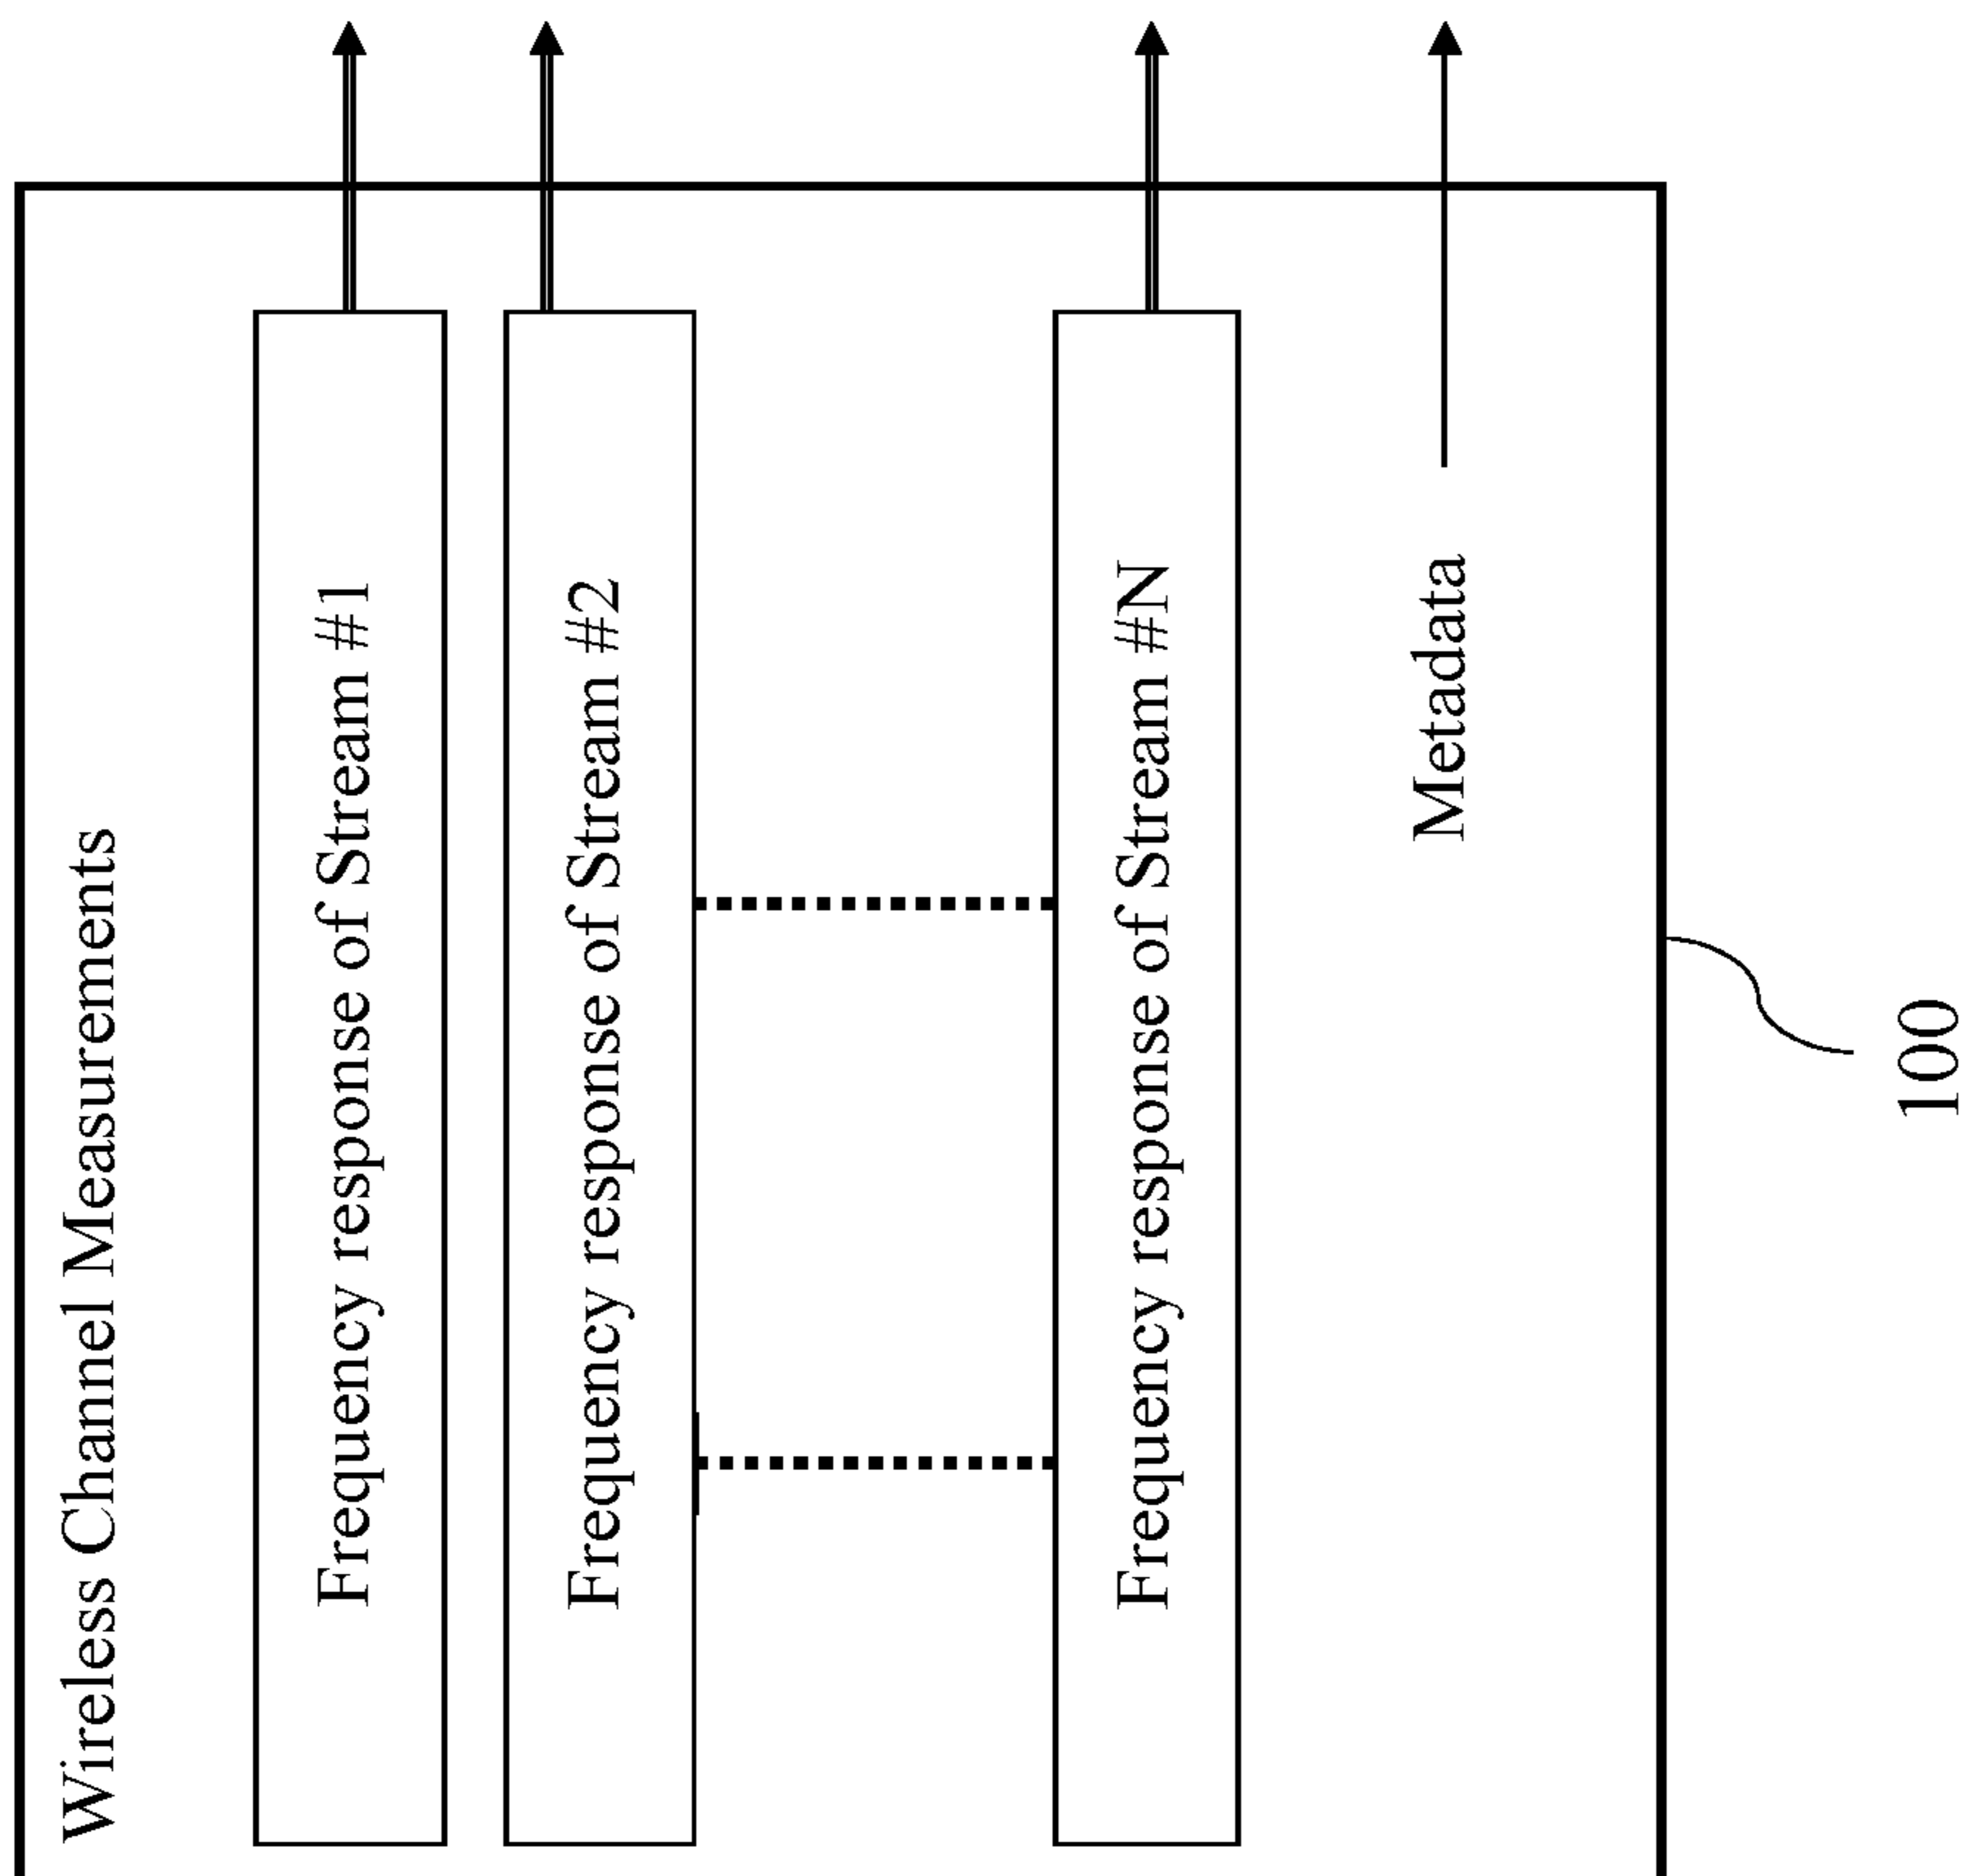 Wireless Channel Measurements
Frequency response of Stream #1
Frequency response of Stream #2
Frequency response of Stream #N
Metadata
100